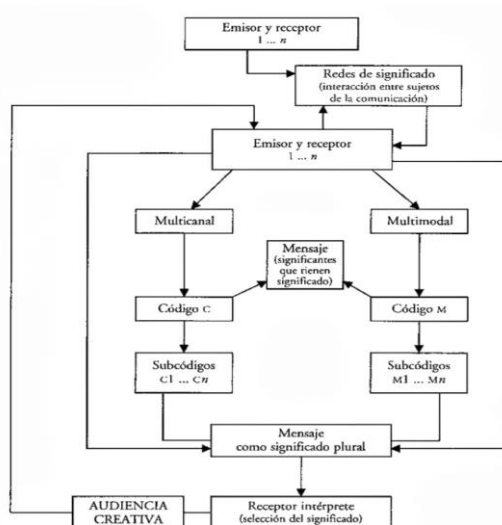 Emisor y receptor
1 ... n
Redes de significado
(interacción entre sujetos
de la comunicación)
Emisor y receptor
1 ... n
Multicanal
Multimodal
Mensaje
(significantes
que tienen
significado)
Código C
Código M
Subcódigos
C1 ... Cn
Subcódigos
M1 ... Mn
Mensaje
como significado plural
AUDIENCIA
CREATIVA
Receptor intérprete
(selección del significado)